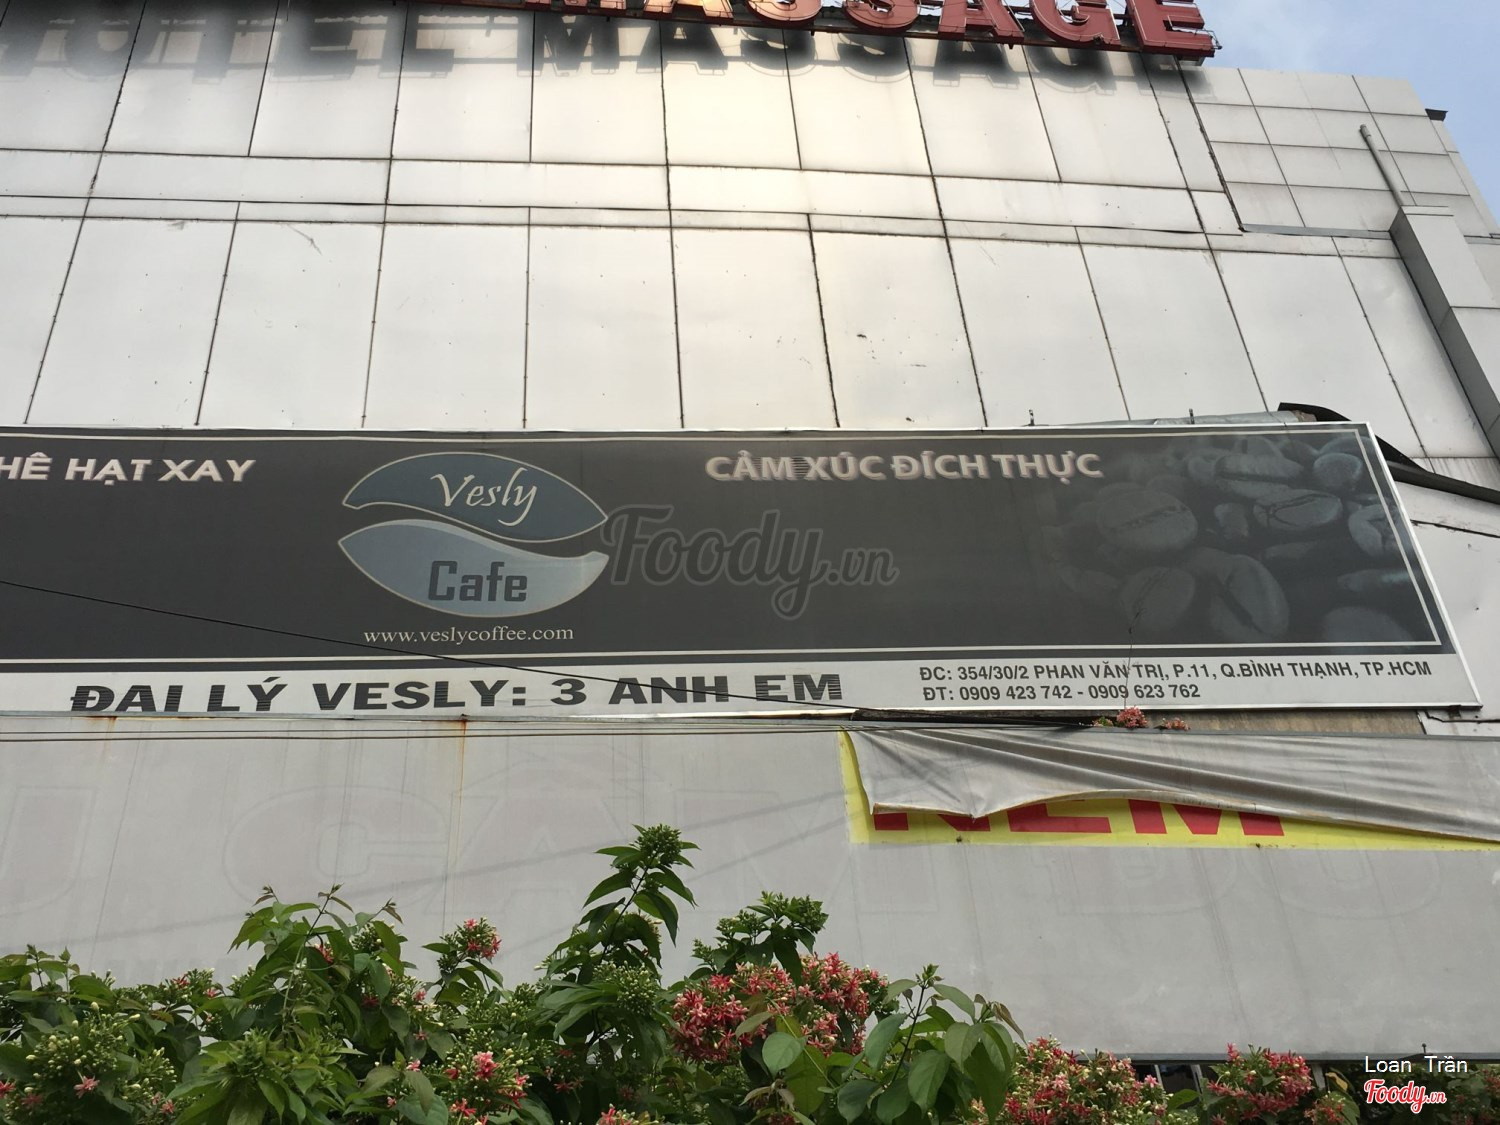 MASSAGE
HÊ HẠT XAY
Vesly
Cafe
www.veslycoffee.com
CẢM XÚC ĐÍCH THỰC
Foody.vn
ĐẠI LÝ VESLY: 3 ANH EM
ĐC: 354/30/2 PHAN VĂN TRỊ, P.11, Q.BÌNH THẠNH, TP.HCM
ĐT: 0909 423 742 - 0909 623 762
Loan Trần
Foody.vn